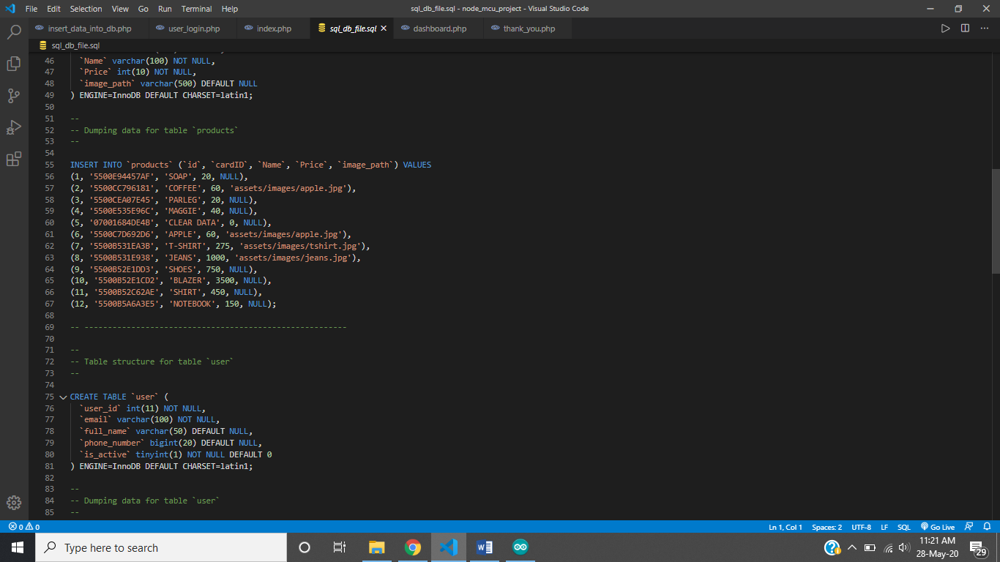 File Edit Selection View Go Run Terminal Help sql_db_file.sql - node_mcu_project - Visual Studio Code
insert_data_into_db.php user_login.php index.php sql_db_file.sql dashboard.php thank_you.php
sql_db_file.sql
46 `Name` varchar(100) NOT NULL,
47 `Price` int(10) NOT NULL,
48 `image_path` varchar(500) DEFAULT NULL
49 ) ENGINE=InnoDB DEFAULT CHARSET=latin1;
50
51 --
52 -- Dumping data for table `products`
53 --
54
55 INSERT INTO `products` (`id`, `cardID`, `Name`, `Price`, `image_path`) VALUES
56 (1, '5500E94457AF', 'SOAP', 20, NULL),
57 (2, '5500CC796181', 'COFFEE', 60, 'assets/images/apple.jpg'),
58 (3, '5500CEA07E45', 'PARLEG', 20, NULL),
59 (4, '5500E535E96C', 'MAGGIE', 40, NULL),
60 (5, '07001684DE4B', 'CLEAR DATA', 0, NULL),
61 (6, '5500C7D692D6', 'APPLE', 60, 'assets/images/apple.jpg'),
62 (7, '5500B531EA3B', 'T-SHIRT', 275, 'assets/images/tshirt.jpg'),
63 (8, '5500B531E938', 'JEANS', 1000, 'assets/images/jeans.jpg'),
64 (9, '5500B52E1DD3', 'SHOES', 750, NULL),
65 (10, '5500B52E1CD2', 'BLAZER', 3500, NULL),
66 (11, '5500B52C62AE', 'SHIRT', 450, NULL),
67 (12, '5500B5A6A3E5', 'NOTEBOOK', 150, NULL);
68
69 -- --------------------------------------------------------
70
71 --
72 -- Table structure for table `user`
73 --
74
75 CREATE TABLE `user` (
76 `user_id` int(11) NOT NULL,
77 `email` varchar(100) NOT NULL,
78 `full_name` varchar(50) DEFAULT NULL,
79 `phone_number` bigint(20) DEFAULT NULL,
80 `is_active` tinyint(1) NOT NULL DEFAULT 0
81 ) ENGINE=InnoDB DEFAULT CHARSET=latin1;
82
83 --
84 -- Dumping data for table `user`
85 --
0 0 Ln 1, Col 1 Spaces: 2 UTF-8 LF SQL Go Live
Type here to search
11:21 AM
28-May-20
29